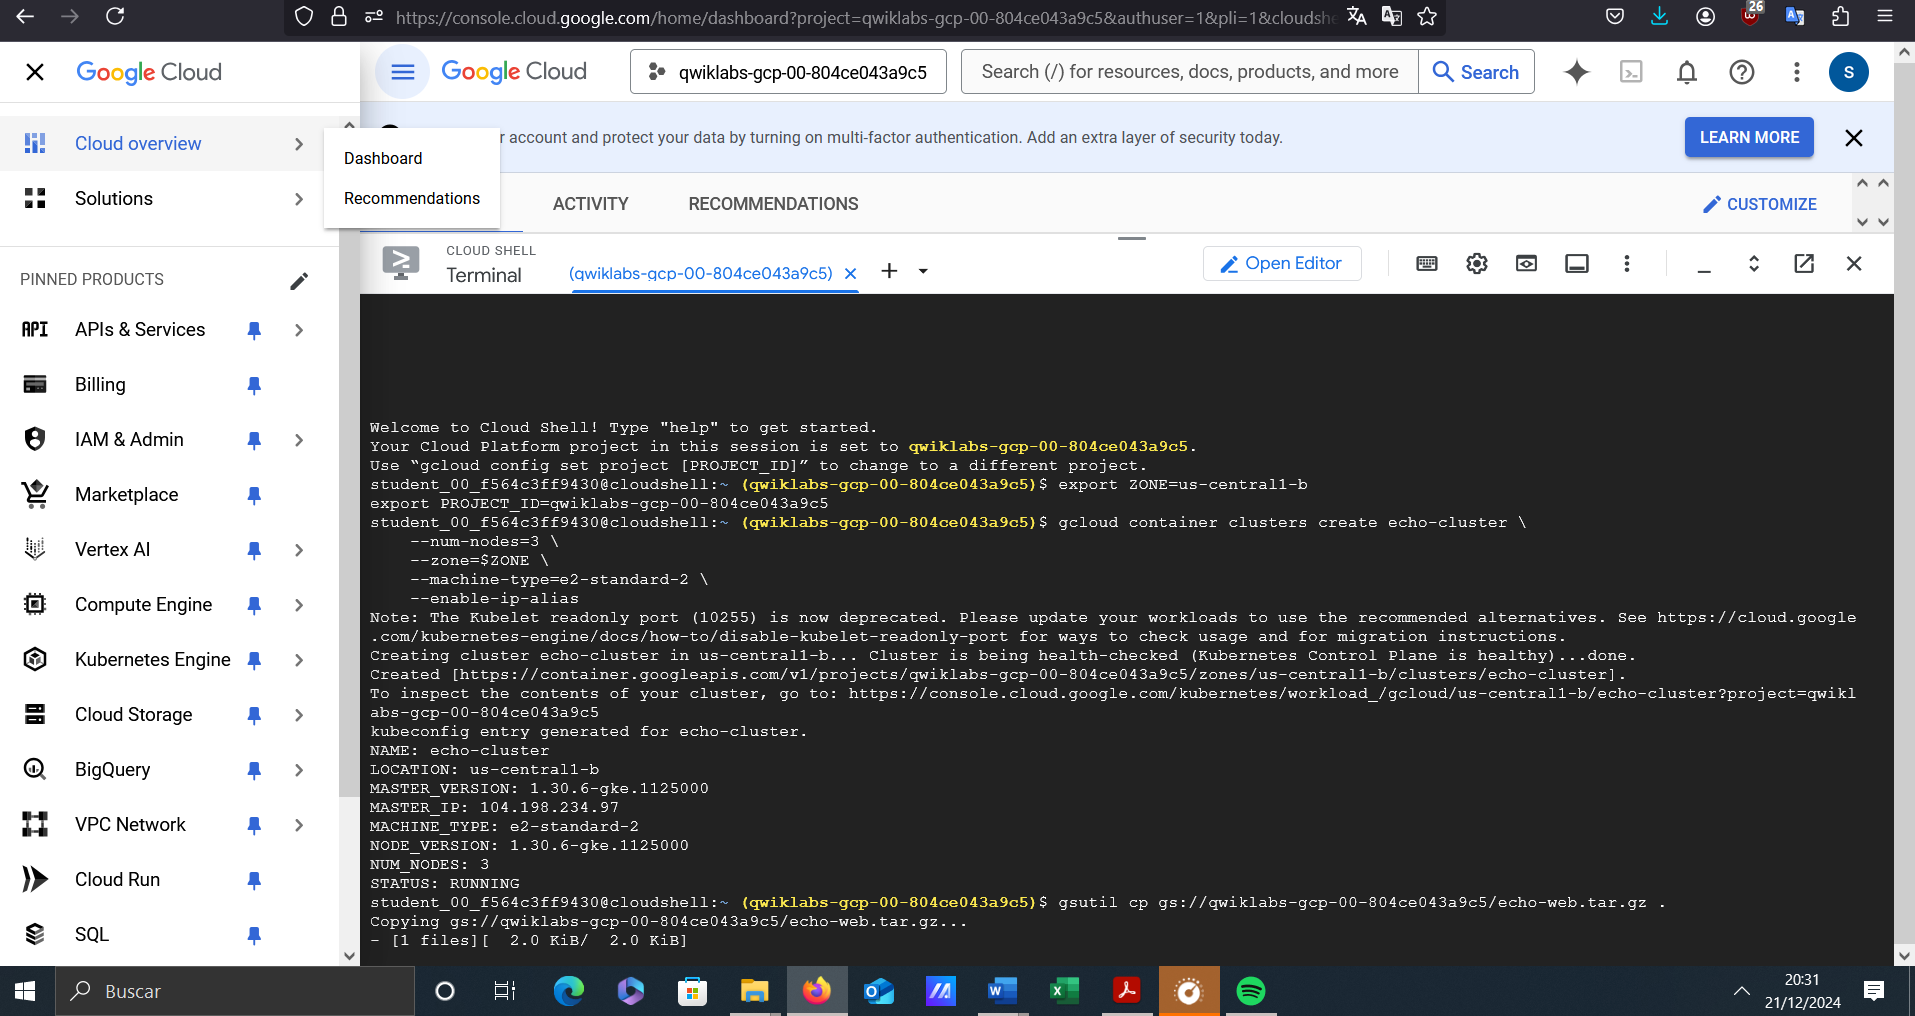 https://console.cloud.google.com/home/dashboard?project=qwiklabs-gcp-00-804ce043a9c5&authuser=1&pli=1&cloudshe
26
Google Cloud
Google Cloud
qwiklabs-gcp-00-804ce043a9c5
Search (/) for resources, docs, products, and more
Search
S
Cloud overview
Solutions
Dashboard
Recommendations
r account and protect your data by turning on multi-factor authentication. Add an extra layer of security today.
LEARN MORE
ACTIVITY
RECOMMENDATIONS
CUSTOMIZE
PINNED PRODUCTS
API APIs & Services
Billing
IAM & Admin
Marketplace
Vertex AI
Compute Engine
Kubernetes Engine
Cloud Storage
BigQuery
VPC Network
Cloud Run
SQL
CLOUD SHELL
Terminal
(qwiklabs-gcp-00-804ce043a9c5)
Open Editor
Welcome to Cloud Shell! Type "help" to get started.
Your Cloud Platform project in this session is set to qwiklabs-gcp-00-804ce043a9c5.
Use “gcloud config set project [PROJECT_ID]” to change to a different project.
student_00_f564c3ff9430@cloudshell:~ (qwiklabs-gcp-00-804ce043a9c5)$ export ZONE=us-central1-b
export PROJECT_ID=qwiklabs-gcp-00-804ce043a9c5
student_00_f564c3ff9430@cloudshell:~ (qwiklabs-gcp-00-804ce043a9c5)$ gcloud container clusters create echo-cluster \
--num-nodes=3 \
--zone=$ZONE \
--machine-type=e2-standard-2 \
--enable-ip-alias
Note: The Kubelet readonly port (10255) is now deprecated. Please update your workloads to use the recommended alternatives. See https://cloud.google
.com/kubernetes-engine/docs/how-to/disable-kubelet-readonly-port for ways to check usage and for migration instructions.
Creating cluster echo-cluster in us-central1-b... Cluster is being health-checked (Kubernetes Control Plane is healthy)...done.
Created [https://container.googleapis.com/v1/projects/qwiklabs-gcp-00-804ce043a9c5/zones/us-central1-b/clusters/echo-cluster].
To inspect the contents of your cluster, go to: https://console.cloud.google.com/kubernetes/workload_/gcloud/us-central1-b/echo-cluster?project=qwikl
abs-gcp-00-804ce043a9c5
kubeconfig entry generated for echo-cluster.
NAME: echo-cluster
LOCATION: us-central1-b
MASTER_VERSION: 1.30.6-gke.1125000
MASTER_IP: 104.198.234.97
MACHINE_TYPE: e2-standard-2
NODE_VERSION: 1.30.6-gke.1125000
NUM_NODES: 3
STATUS: RUNNING
student_00_f564c3ff9430@cloudshell:~ (qwiklabs-gcp-00-804ce043a9c5)$ gsutil cp gs://qwiklabs-gcp-00-804ce043a9c5/echo-web.tar.gz .
Copying gs://qwiklabs-gcp-00-804ce043a9c5/echo-web.tar.gz...
- [1 files][  2.0 KiB/  2.0 KiB]
Buscar
20:31
21/12/2024